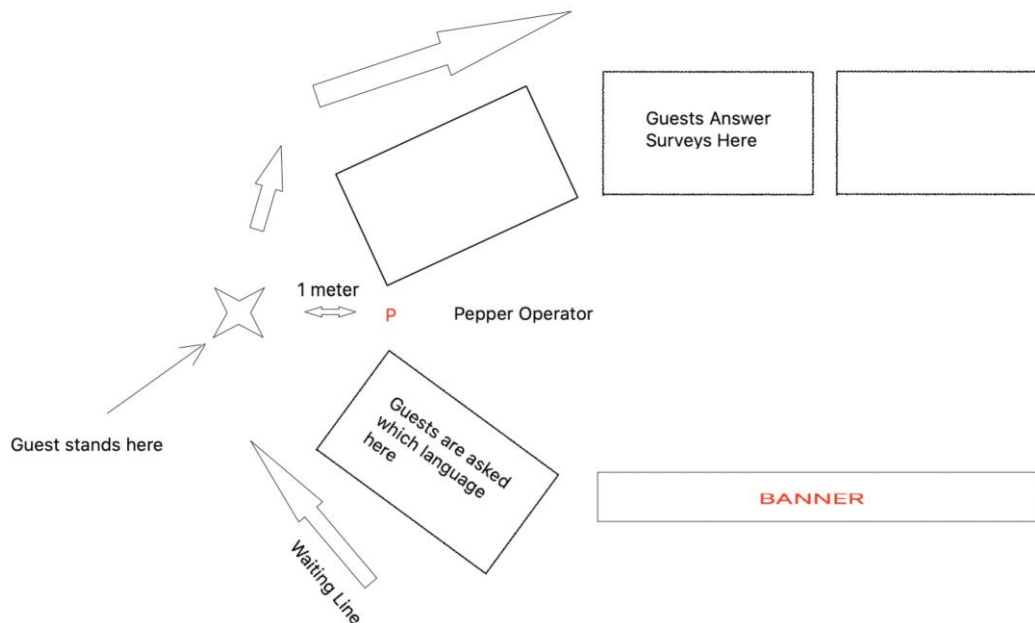 Guests Answer
Surveys Here
1 meter
P
Pepper Operator
Guest stands here
Guests are asked
which language
here
BANNER
Waiting Line